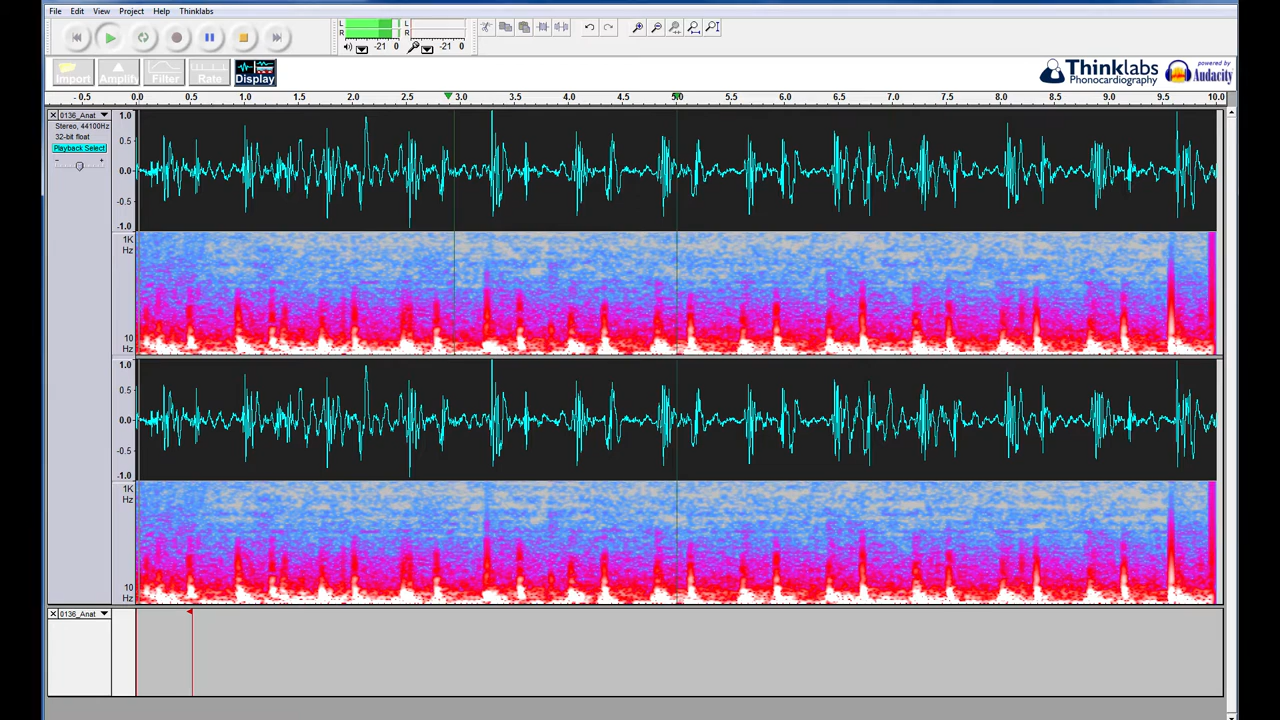 File Edit View Project Help Thinklabs
L L
R R
-21 0 -21 0
Import Amplify Filter Rate Display
Thinklabs
Phonocardiography
powered by
Audacity
-0.5 0.0 0.5 1.0 1.5 2.0 2.5 3.0 3.5 4.0 4.5 5.0 5.5 6.0 6.5 7.0 7.5 8.0 8.5 9.0 9.5 10.0
0136_Anat
Stereo, 44100Hz
32-bit float
Playback Select
- +
1.0
0.5
0.0
-0.5
-1.0
1K
Hz
10
Hz
1.0
0.5
0.0
-0.5
-1.0
1K
Hz
10
Hz
0136_Anat